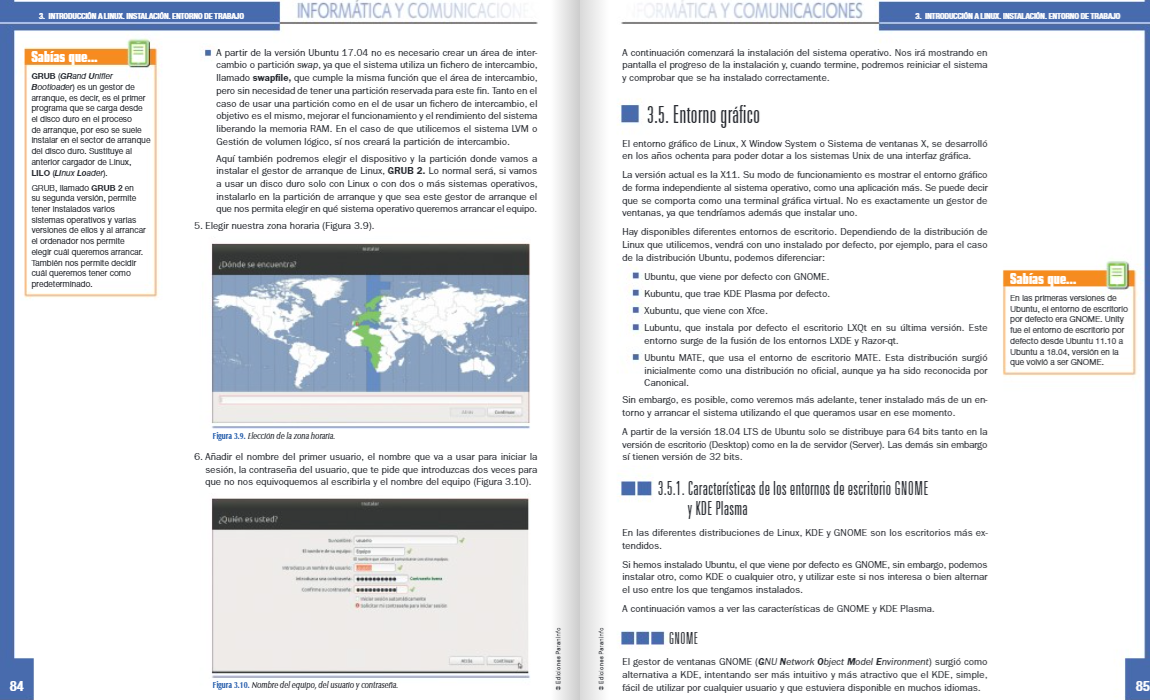 3. INTRODUCCIÓN A LINUX. INSTALACIÓN. ENTORNO DE TRABAJO
INFORMÁTICA Y COMUNICACIONES
Sabías que...
GRUB (GRand Unifier
Bootloader) es un gestor de
arranque, es decir, es el primer
programa que se carga desde
el disco duro en el proceso
de arranque, por eso se suele
instalar en el sector de arranque
del disco duro. Sustituye al
anterior cargador de Linux,
LILO (LInux LOader).
GRUB, llamado GRUB 2 en
su segunda versión, permite
tener instalados varios
sistemas operativos y varias
versiones de ellos y al arrancar
el ordenador nos permite
elegir cuál queremos arrancar.
También nos permite decidir
cuál queremos tener como
predeterminado.
A partir de la versión Ubuntu 17.04 no es necesario crear un área de inter-
cambio o partición swap, ya que el sistema utiliza un fichero de intercambio,
llamado swapfile, que cumple la misma función que el área de intercambio,
pero sin necesidad de tener una partición reservada para este fin. Tanto en el
caso de usar una partición como en el de usar un fichero de intercambio, el
objetivo es el mismo, mejorar el funcionamiento y el rendimiento del sistema
liberando la memoria RAM. En el caso de que utilicemos el sistema LVM o
Gestión de volumen lógico, sí nos creará la partición de intercambio.
Aquí también podremos elegir el dispositivo y la partición donde vamos a
instalar el gestor de arranque de Linux, GRUB 2. Lo normal será, si vamos
a usar un disco duro solo con Linux o con dos o más sistemas operativos,
instalarlo en la partición de arranque y que sea este gestor de arranque el
que nos permita elegir en qué sistema operativo queremos arrancar el equipo.
5. Elegir nuestra zona horaria (Figura 3.9).
Instalar
¿Dónde se encuentra?
Atrás
Continuar
Figura 3.9. Elección de la zona horaria.
6. Añadir el nombre del primer usuario, el nombre que va a usar para iniciar la
sesión, la contraseña del usuario, que te pide que introduzcas dos veces para
que no nos equivoquemos al escribirla y el nombre del equipo (Figura 3.10).
Instalar
¿Quién es usted?
Su nombre: usuario
El nombre de su equipo: Equipo
El nombre que utiliza al comunicarse con otros equipos.
Introduzca un nombre de usuario: usuario
Introduzca una contraseña: Contraseña buena
Confirme su contraseña:
Iniciar sesión automáticamente
Solicitar mi contraseña para iniciar sesión
Atrás
Continuar
Figura 3.10. Nombre del equipo, del usuario y contraseña.
© Ediciones Paraninfo
84
INFORMÁTICA Y COMUNICACIONES
3. INTRODUCCIÓN A LINUX. INSTALACIÓN. ENTORNO DE TRABAJO
A continuación comenzará la instalación del sistema operativo. Nos irá mostrando en
pantalla el progreso de la instalación y, cuando termine, podremos reiniciar el sistema
y comprobar que se ha instalado correctamente.
3.5. Entorno gráfico
El entorno gráfico de Linux, X Window System o Sistema de ventanas X, se desarrolló
en los años ochenta para poder dotar a los sistemas Unix de una interfaz gráfica.
La versión actual es la X11. Su modo de funcionamiento es mostrar el entorno gráfico
de forma independiente al sistema operativo, como una aplicación más. Se puede decir
que se comporta como una terminal gráfica virtual. No es exactamente un gestor de
ventanas, ya que tendríamos además que instalar uno.
Hay disponibles diferentes entornos de escritorio. Dependiendo de la distribución de
Linux que utilicemos, vendrá con uno instalado por defecto, por ejemplo, para el caso
de la distribución Ubuntu, podemos diferenciar:
Ubuntu, que viene por defecto con GNOME.
Kubuntu, que trae KDE Plasma por defecto.
Xubuntu, que viene con Xfce.
Lubuntu, que instala por defecto el escritorio LXQt en su última versión. Este
entorno surge de la fusión de los entornos LXDE y Razor-qt.
Ubuntu MATE, que usa el entorno de escritorio MATE. Esta distribución surgió
inicialmente como una distribución no oficial, aunque ya ha sido reconocida por
Canonical.
Sin embargo, es posible, como veremos más adelante, tener instalado más de un en-
torno y arrancar el sistema utilizando el que queramos usar en ese momento.
A partir de la versión 18.04 LTS de Ubuntu solo se distribuye para 64 bits tanto en la
versión de escritorio (Desktop) como en la de servidor (Server). Las demás sin embargo
sí tienen versión de 32 bits.
3.5.1. Características de los entornos de escritorio GNOME
y KDE Plasma
En las diferentes distribuciones de Linux, KDE y GNOME son los escritorios más ex-
tendidos.
Si hemos instalado Ubuntu, el que viene por defecto es GNOME, sin embargo, podemos
instalar otro, como KDE o cualquier otro, y utilizar este si nos interesa o bien alternar
el uso entre los que tengamos instalados.
A continuación vamos a ver las características de GNOME y KDE Plasma.
GNOME
El gestor de ventanas GNOME (GNU Network Object Model Environment) surgió como
alternativa a KDE, intentando ser más intuitivo y más atractivo que el KDE, simple,
fácil de utilizar por cualquier usuario y que estuviera disponible en muchos idiomas.
Sabías que...
En las primeras versiones de
Ubuntu, el entorno de escritorio
por defecto era GNOME. Unity
fue el entorno de escritorio por
defecto desde Ubuntu 11.10 a
Ubuntu a 18.04, versión en la
que volvió a ser GNOME.
© Ediciones Paraninfo
85